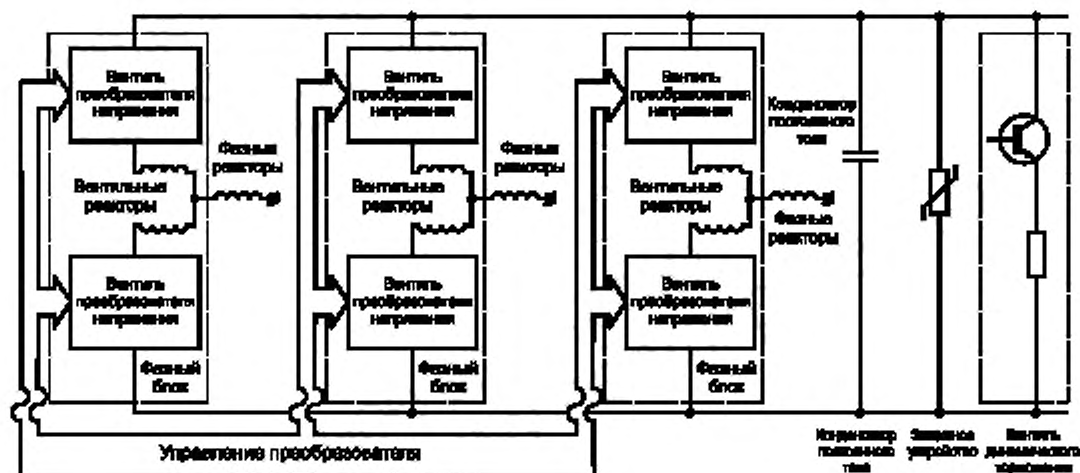 Вентиль
преобразователя
напряжения
Вентиль
преобразователя
напряжения
Вентиль
преобразователя
напряжения
Конденсатор
постоянного
тока
Фазные
реакторы
Фазные
реакторы
Вентильные
реакторы
Вентильные
реакторы
Вентильные
реакторы
Фазные
реакторы
Вентиль
преобразователя
напряжения
Вентиль
преобразователя
напряжения
Вентиль
преобразователя
напряжения
Фазный
блок
Фазный
блок
Фазный
блок
Управление преобразователя
Конденсатор
постоянного
тока
устройство
Вентиль
динамического
торможения